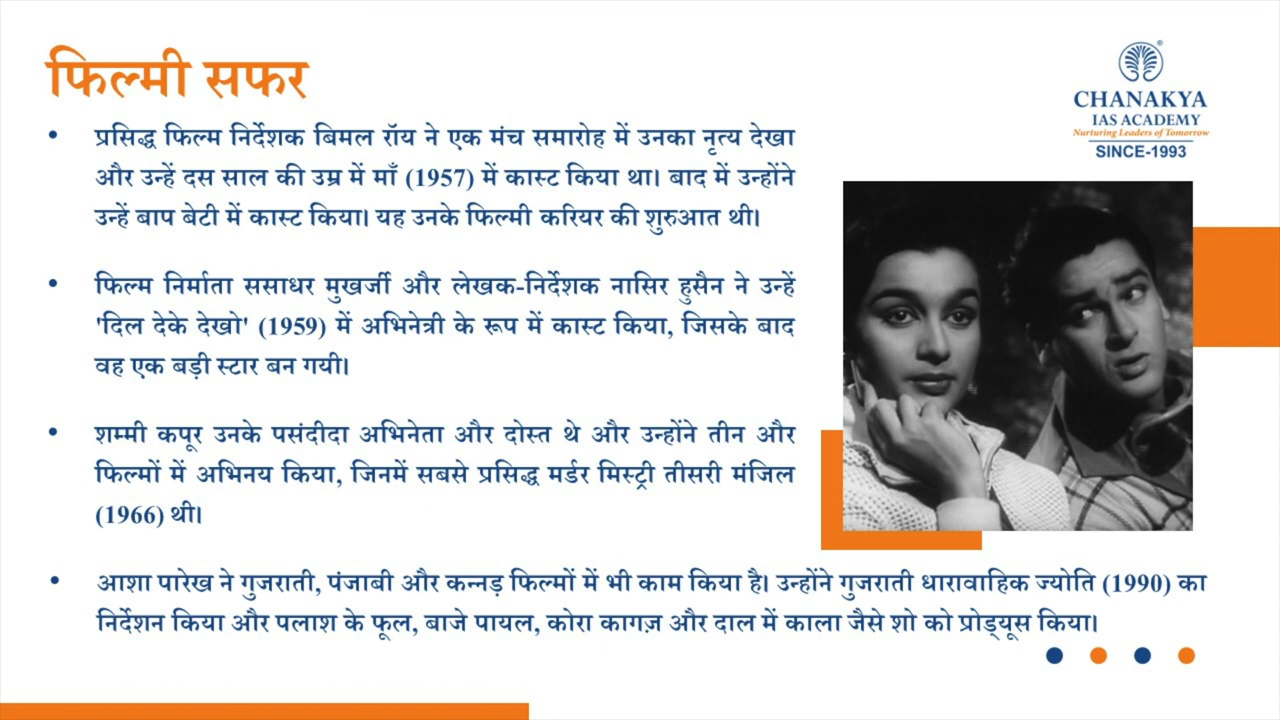 फिल्मी सफर
CHANAKYA
IAS ACADEMY
Nurturing Leaders of Tomorrow
SINCE-1993
• प्रसिद्ध फिल्म निर्देशक बिमल रॉय ने एक मंच समारोह में उनका नृत्य देखा
और उन्हें दस साल की उम्र में माँ (1957) में कास्ट किया था। बाद में उन्होंने
उन्हें बाप बेटी में कास्ट किया। यह उनके फिल्मी करियर की शुरुआत थी।
• फिल्म निर्माता ससाधर मुखर्जी और लेखक-निर्देशक नासिर हुसैन ने उन्हें
'दिल देके देखो' (1959) में अभिनेत्री के रूप में कास्ट किया, जिसके बाद
वह एक बड़ी स्टार बन गयी।
• शम्मी कपूर उनके पसंदीदा अभिनेता और दोस्त थे और उन्होंने तीन और
फिल्मों में अभिनय किया, जिनमें सबसे प्रसिद्ध मर्डर मिस्ट्री तीसरी मंजिल
(1966) थी।
• आशा पारेख ने गुजराती, पंजाबी और कन्नड़ फिल्मों में भी काम किया है। उन्होंने गुजराती धारावाहिक ज्योति (1990) का
निर्देशन किया और पलाश के फूल, बाजे पायल, कोरा कागज़ और दाल में काला जैसे शो को प्रोड्यूस किया।